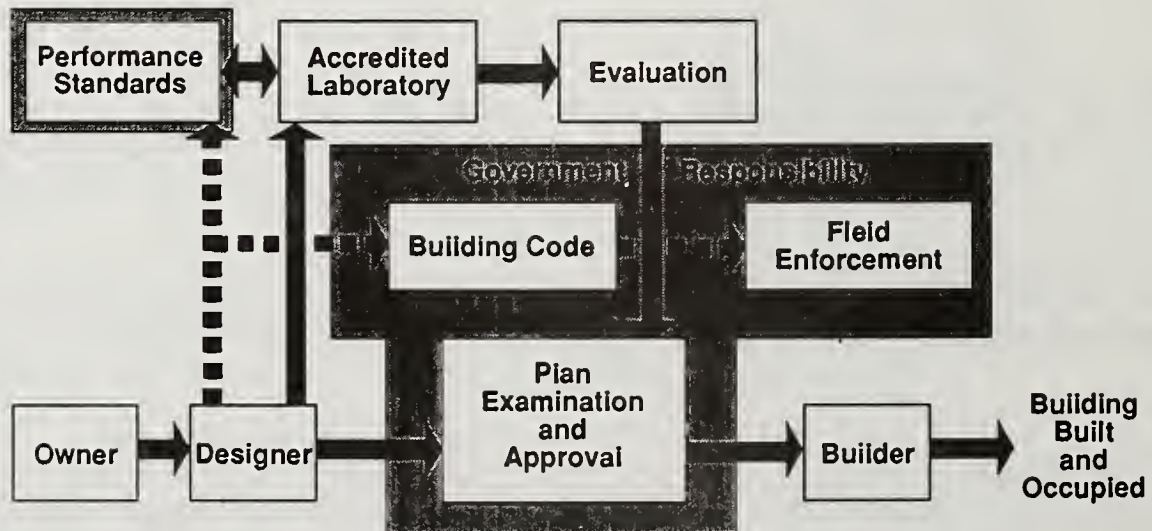 Performance
Standards
Accredited
Laboratory
Evaluation
Government Responsibility
Building Code
Field
Enforcement
Owner
Designer
Plan
Examination
and
Approval
Builder
Building
Built
and
Occupied